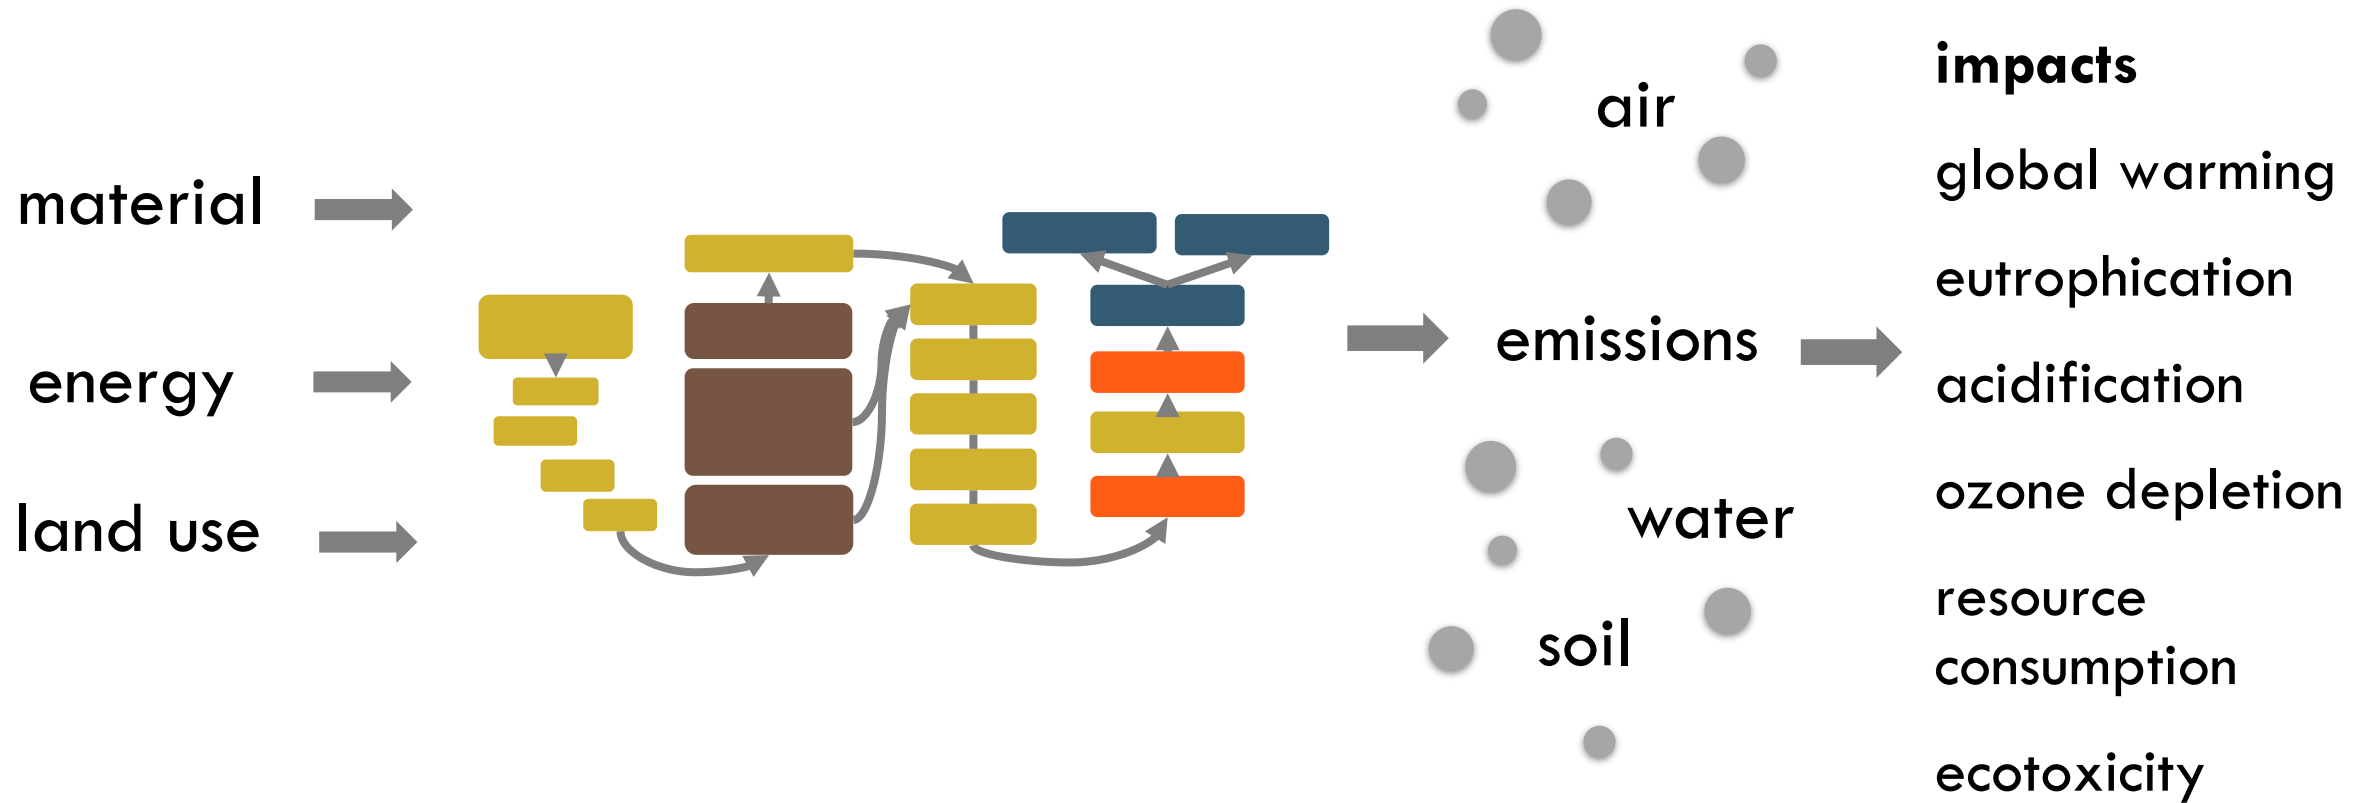 material
energy
land use
air
emissions
water
soil
impacts
global warming
eutrophication
acidification
ozone depletion
resource
consumption
ecotoxicity